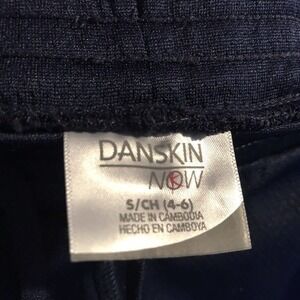 DANSKIN
NOW
S/CH (4-6)
MADE IN CAMBODIA
HECHO EN CAMBOYA